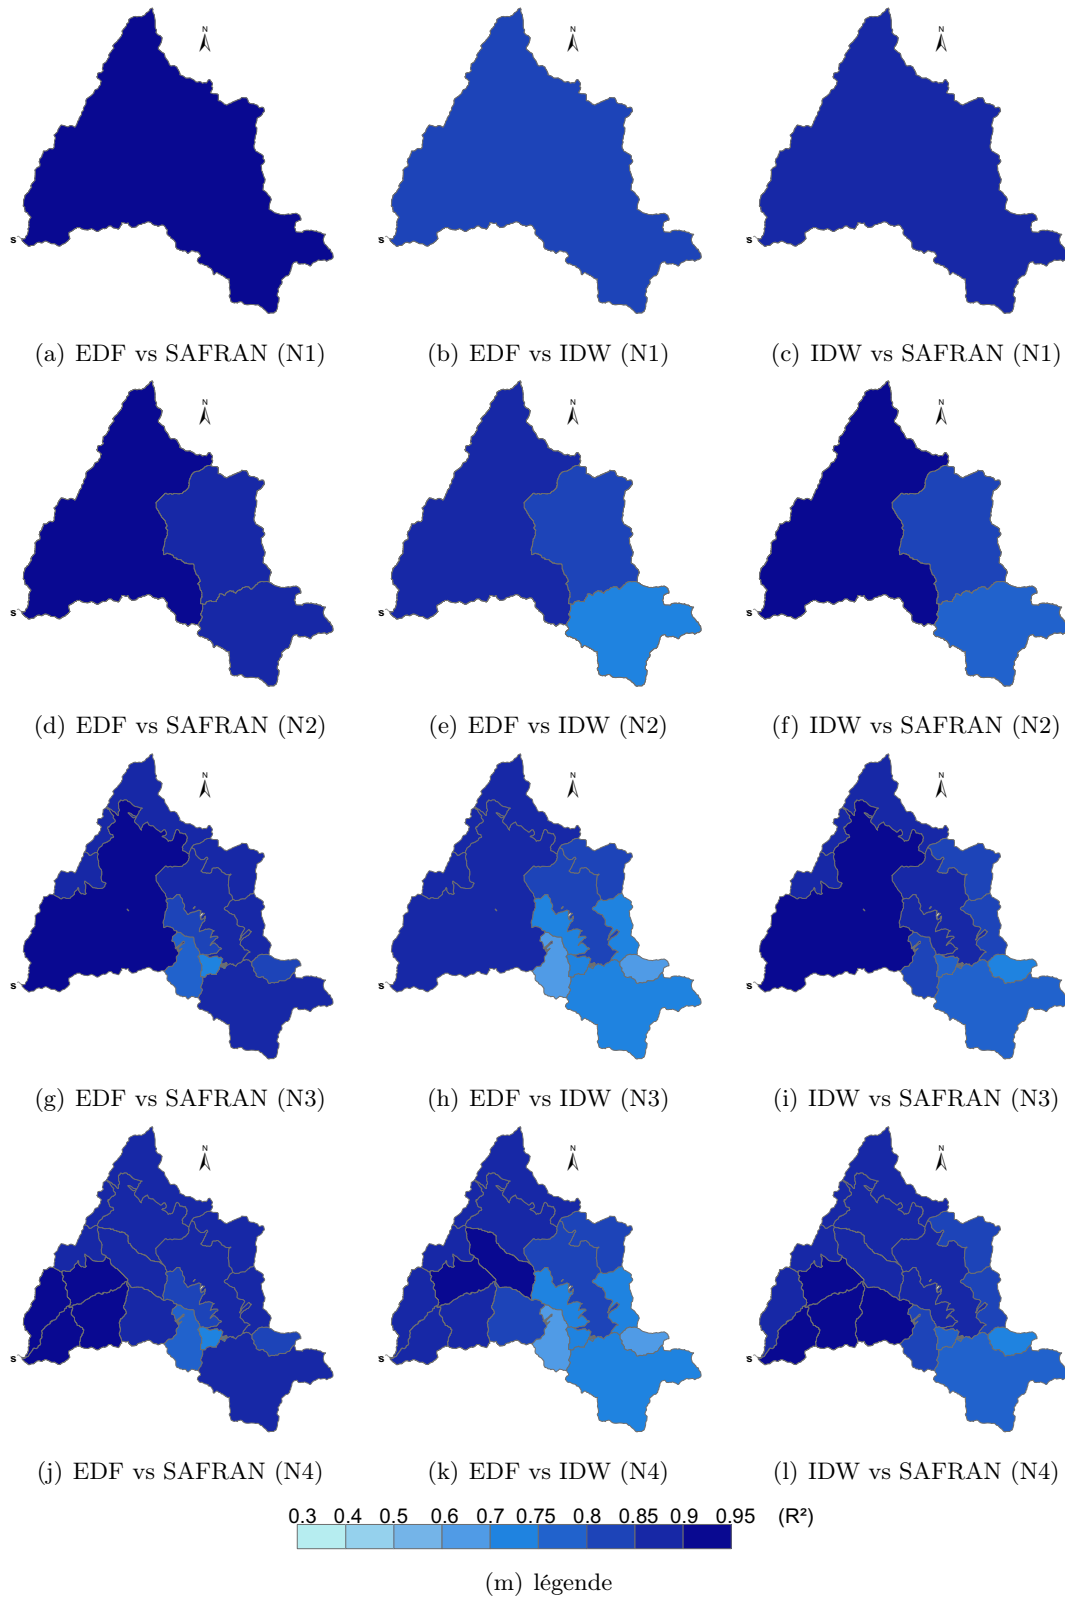 N N N
S S S
(a) EDF vs SAFRAN (N1) (b) EDF vs IDW (N1) (c) IDW vs SAFRAN (N1)
N N N
S S S
(d) EDF vs SAFRAN (N2) (e) EDF vs IDW (N2) (f) IDW vs SAFRAN (N2)
N N N
S S S
(g) EDF vs SAFRAN (N3) (h) EDF vs IDW (N3) (i) IDW vs SAFRAN (N3)
N N N
S S S
(j) EDF vs SAFRAN (N4) (k) EDF vs IDW (N4) (l) IDW vs SAFRAN (N4)
0.3 0.4 0.5 0.6 0.7 0.75 0.8 0.85 0.9 0.95 (R²)
(m) légende